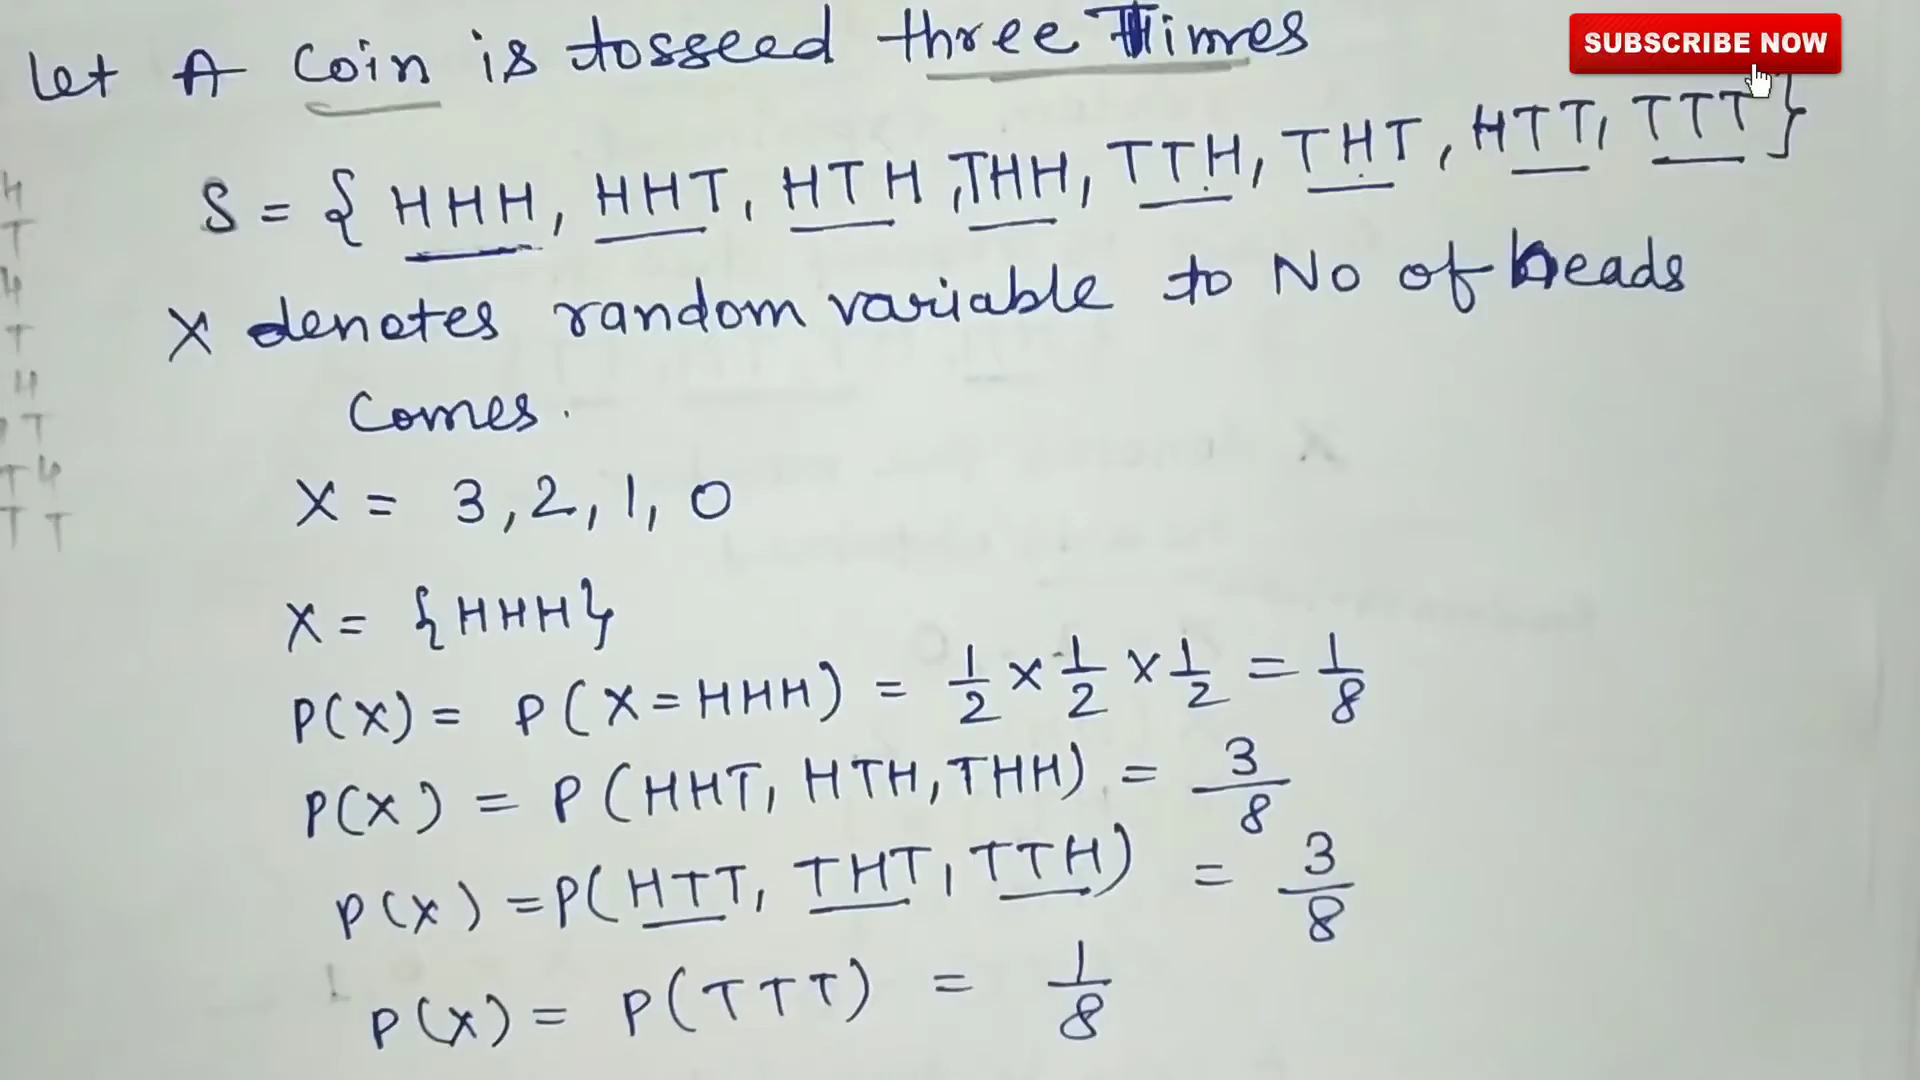 SUBSCRIBE NOW
let A Coin is tosseed three Times
S = { HHH, HHT, HTH, THH, TTH, THT, HTT, TTT }
X denotes random variable to No of heads
Comes.
X = 3, 2, 1, 0
X = {HHH}
P(X) = P(X=HHH) = 1/2 × 1/2 × 1/2 = 1/8
P(X) = P(HHT, HTH, THH) = 3/8
P(X) = P(HTT, THT, TTH) = 3/8
P(X) = P(TTT) = 1/8